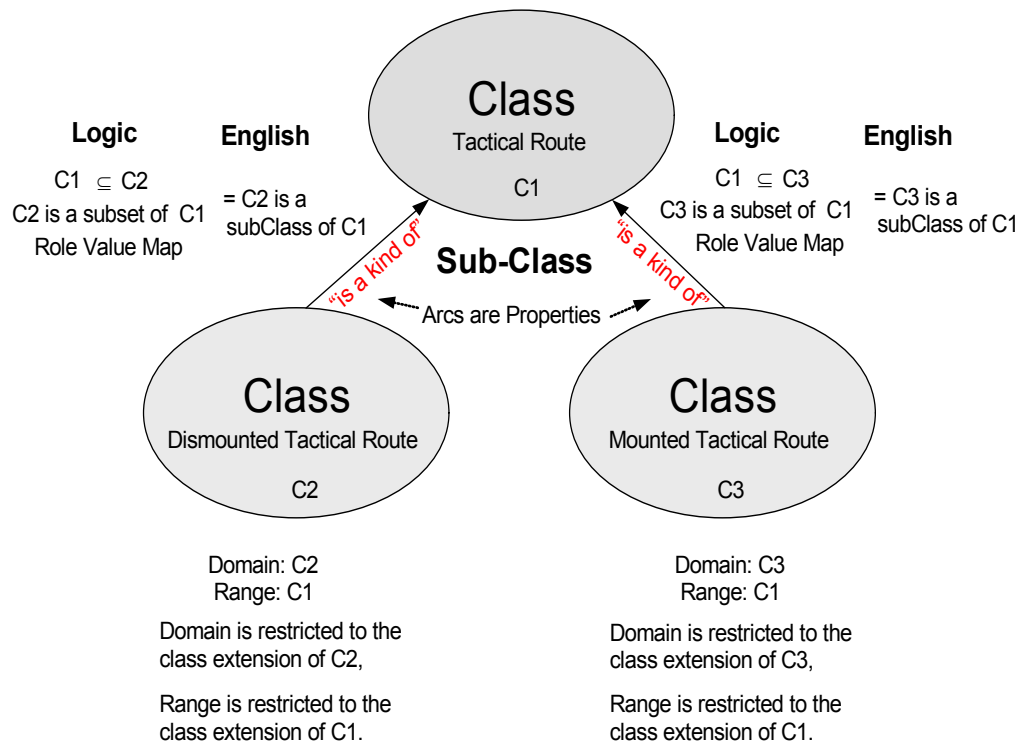 Class
Tactical Route
C1
Logic
English
C1 ⊆ C2
C2 is a subset of C1
Role Value Map
= C2 is a
subClass of C1
Logic
English
C1 ⊆ C3
C3 is a subset of C1
Role Value Map
= C3 is a
subClass of C1
"is a kind of"
Sub-Class
"is a kind of"
Arcs are Properties
Class
Dismounted Tactical Route
C2
Class
Mounted Tactical Route
C3
Domain: C2
Range: C1
Domain is restricted to the
class extension of C2,
Range is restricted to the
class extension of C1.
Domain: C3
Range: C1
Domain is restricted to the
class extension of C3,
Range is restricted to the
class extension of C1.